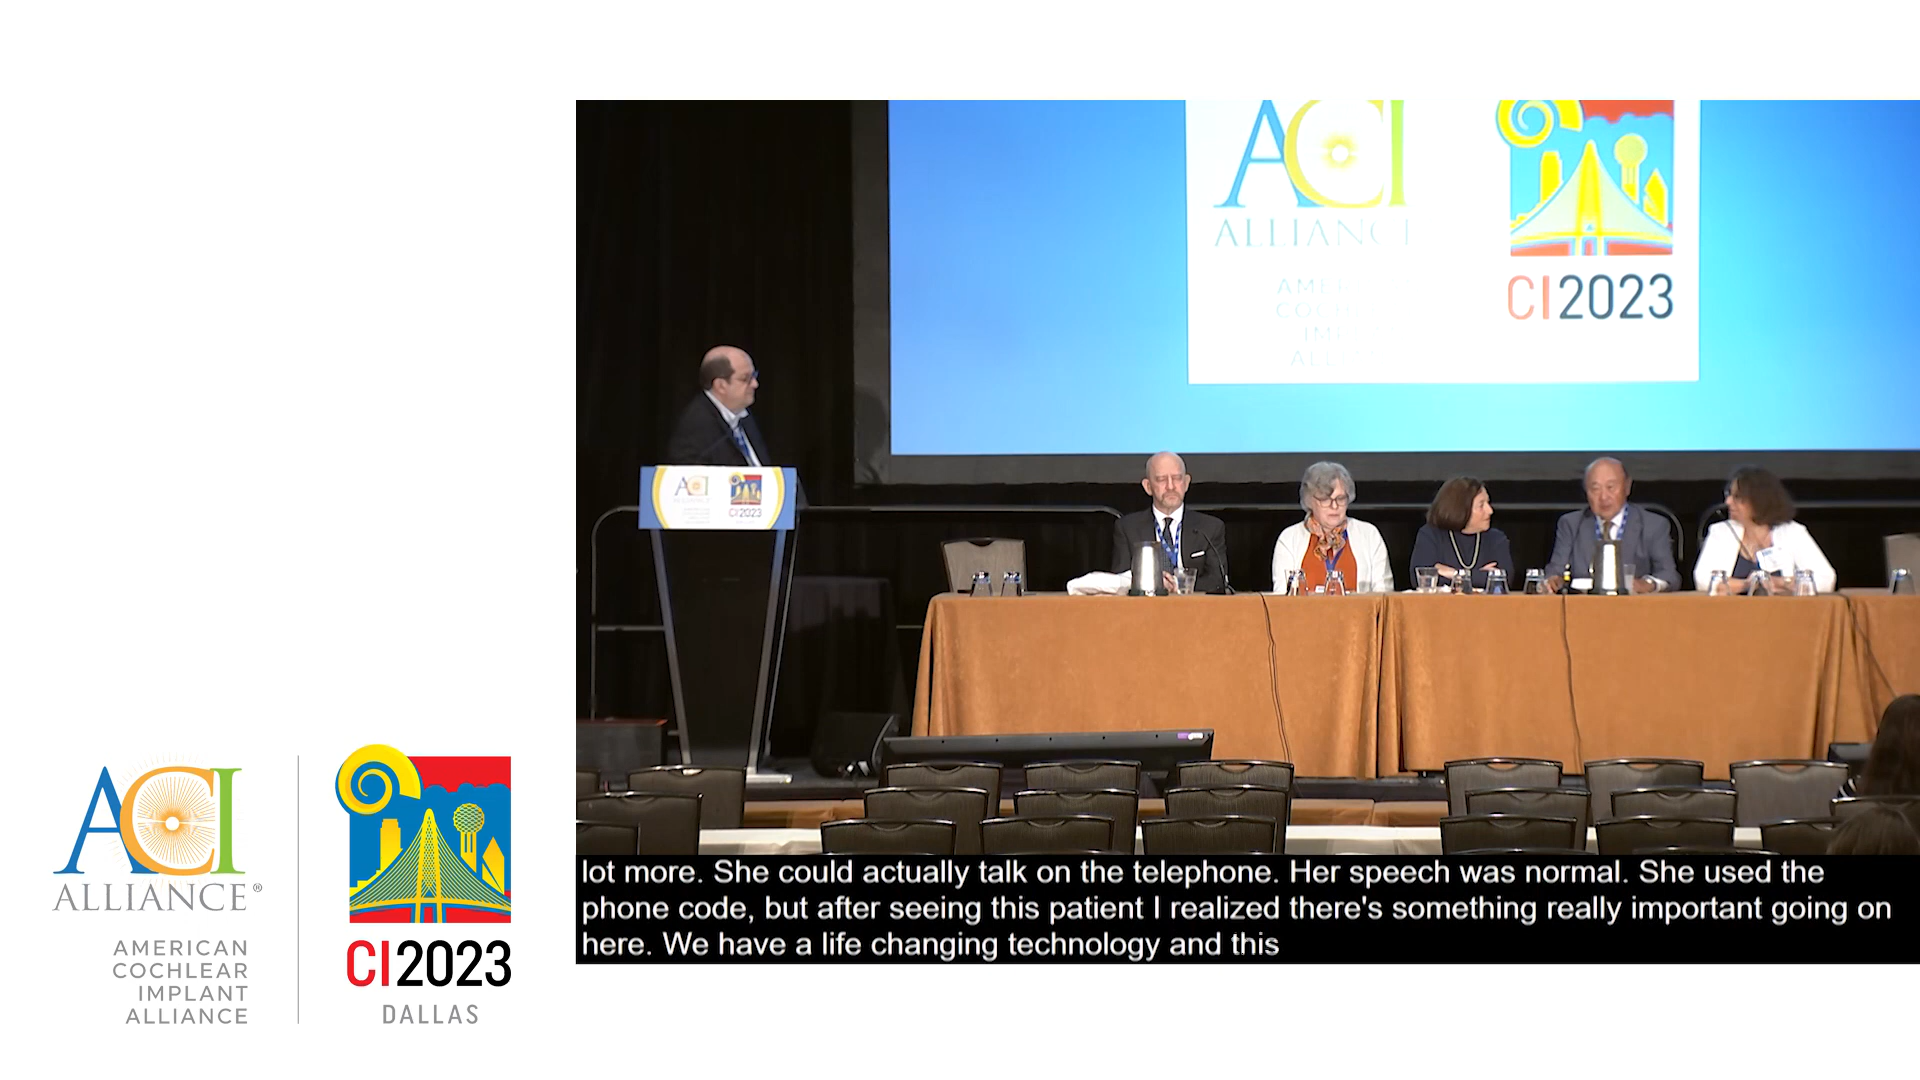 ACI
ALLIANCE
CI2023
ACI
CI2023
lot more. She could actually talk on the telephone. Her speech was normal. She used the
phone code, but after seeing this patient I realized there's something really important going on
here. We have a life changing technology and this
ACI
ALLIANCE®
AMERICAN
COCHLEAR
IMPLANT
ALLIANCE
CI2023
DALLAS